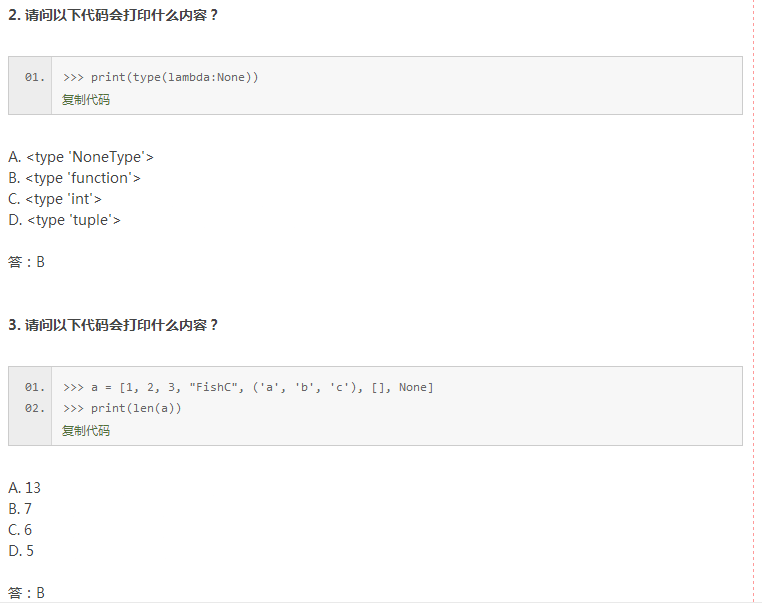 2. 请问以下代码会打印什么内容？
01. >>> print(type(lambda:None))
复制代码
A. <type 'NoneType'>
B. <type 'function'>
C. <type 'int'>
D. <type 'tuple'>
答：B
3. 请问以下代码会打印什么内容？
01. >>> a = [1, 2, 3, "FishC", ('a', 'b', 'c'), [], None]
02. >>> print(len(a))
复制代码
A. 13
B. 7
C. 6
D. 5
答：B